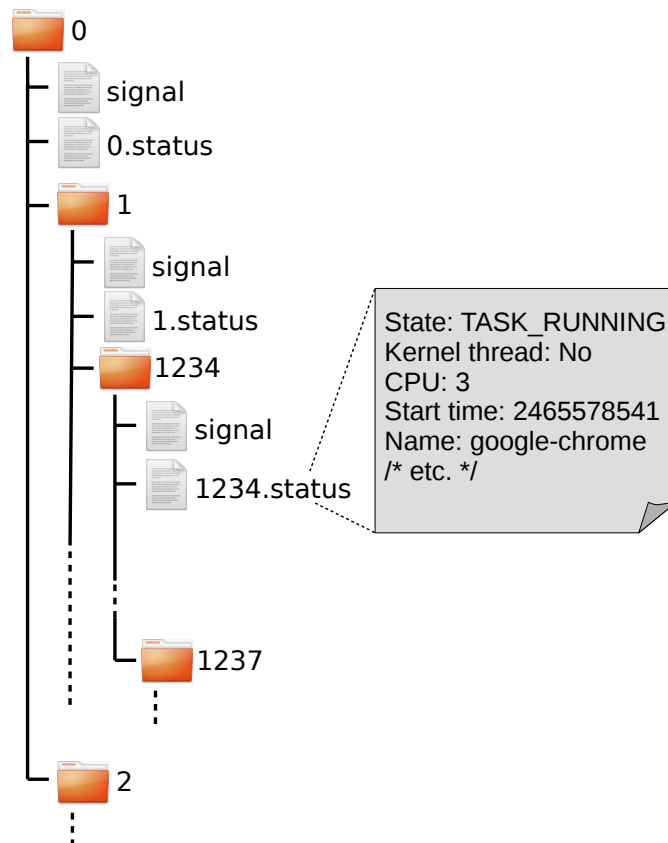 0
signal
0.status
1
signal
1.status
1234
signal
1234.status
State: TASK_RUNNING
Kernel thread: No
CPU: 3
Start time: 2465578541
Name: google-chrome
/* etc. */
1237
2